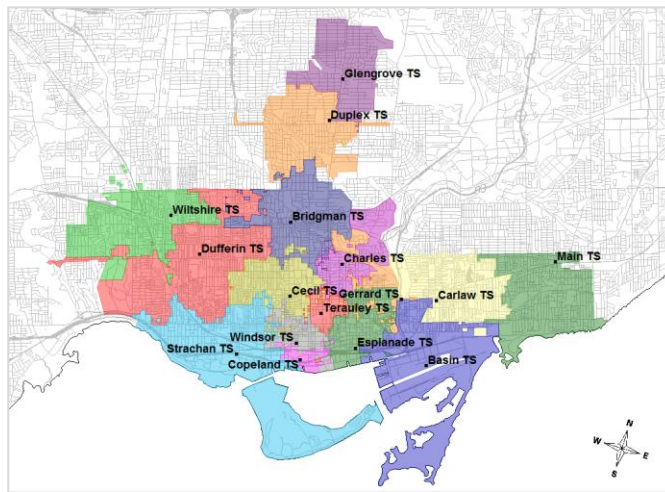 Glengrove TS
Duplex TS
Wiltshire TS
Bridgman TS
Dufferin TS
Charles TS
Main TS
Cecil TS
Gerrard TS
Carlaw TS
Terauley TS
Windsor TS
Strachan TS
Esplanade TS
Copeland TS
Basin TS
N
W
E
S